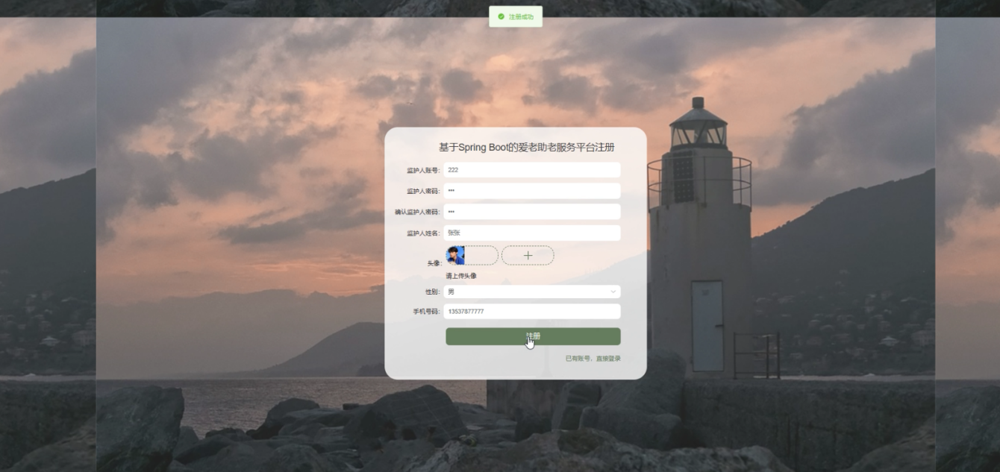 注册成功
基于Spring Boot的爱老助老服务平台注册
监护人账号: 222
监护人密码: •••
确认监护人密码: •••
监护人姓名: 张张
头像:
请上传头像
性别: 男
手机号码: 13537877777
注册
已有账号，直接登录